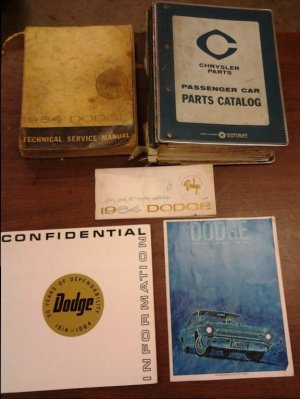 1964 DODGE
TECHNICAL SERVICE MANUAL
CHRYSLER
PARTS
PASSENGER CAR
PARTS CATALOG
CHRYSLER
Dodge
1964 DODGE
CONFIDENTIAL
INFORMATION
50 YEARS OF DEPENDABILITY
Dodge
1914-1964
DODGE